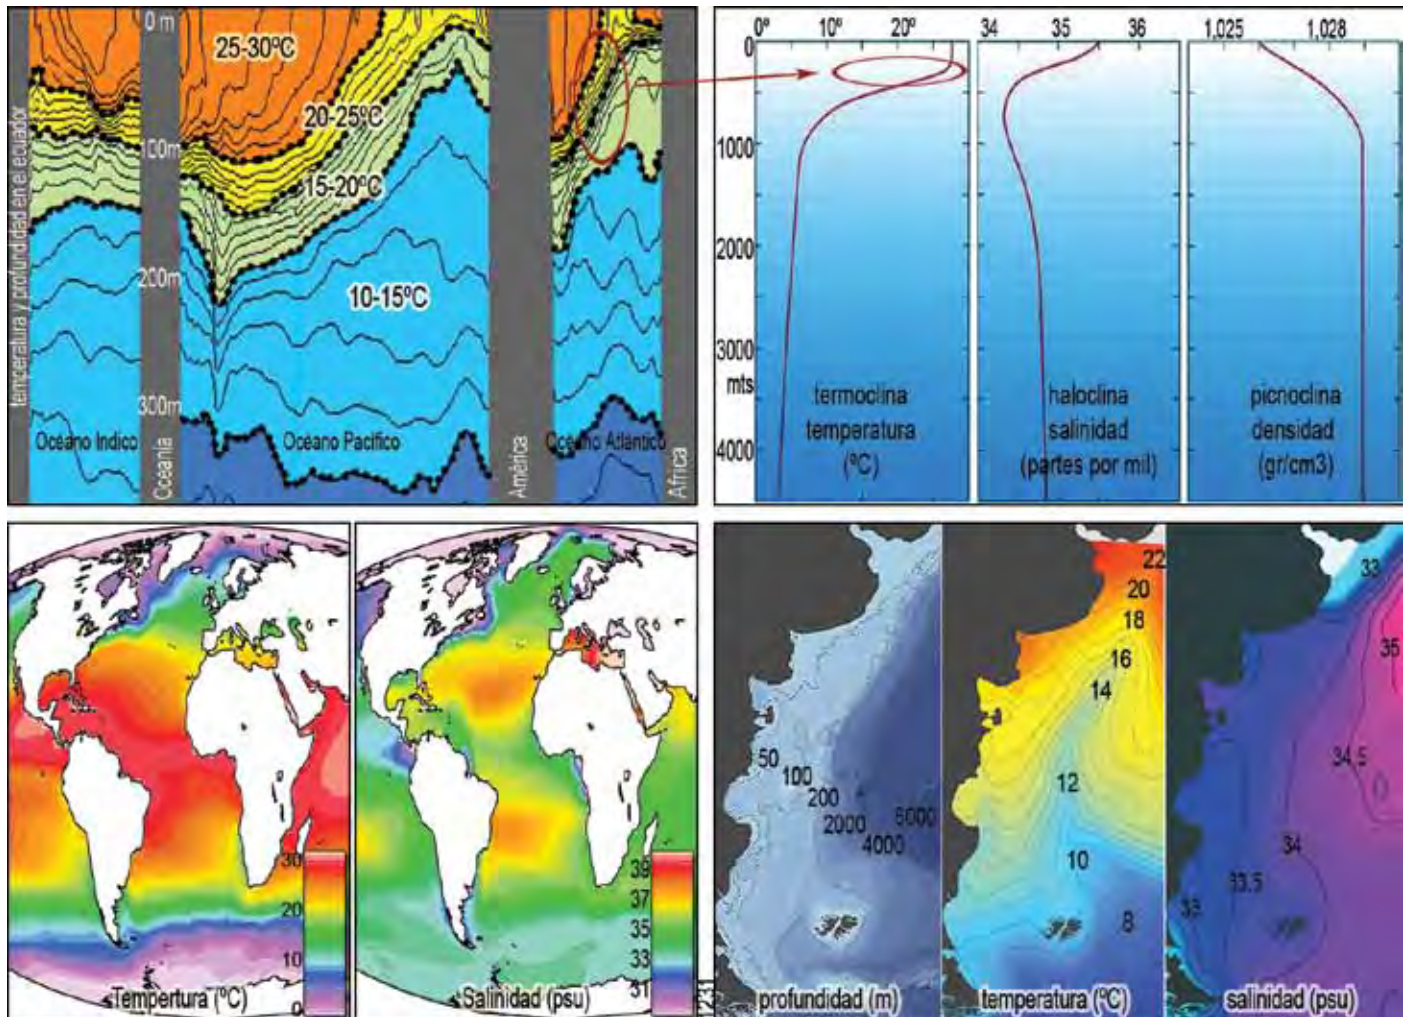 temperatura y profundidad en el ecuador
0 m
25-30ºC
20-25ºC
100m
15-20ºC
200m
10-15ºC
300m
Océano Indico
Oceanía
Océano Pacífico
América
Océano Atlántico
Africa
0º 10º 20º
34 35 36
1,025 1,028
0
1000
2000
3000
mts
4000
termoclina
temperatura
(ºC)
haloclina
salinidad
(partes por mil)
picnoclina
densidad
(gr/cm3)
30
20
10
0
Tempertura (ºC)
39
37
35
33
31
Salinidad (psu)
1231
50
100
200
2000
4000
6000
profundidad (m)
22
20
18
16
14
12
10
8
temperatura (ºC)
33
35
34,5
34
33,5
33
salinidad (psu)